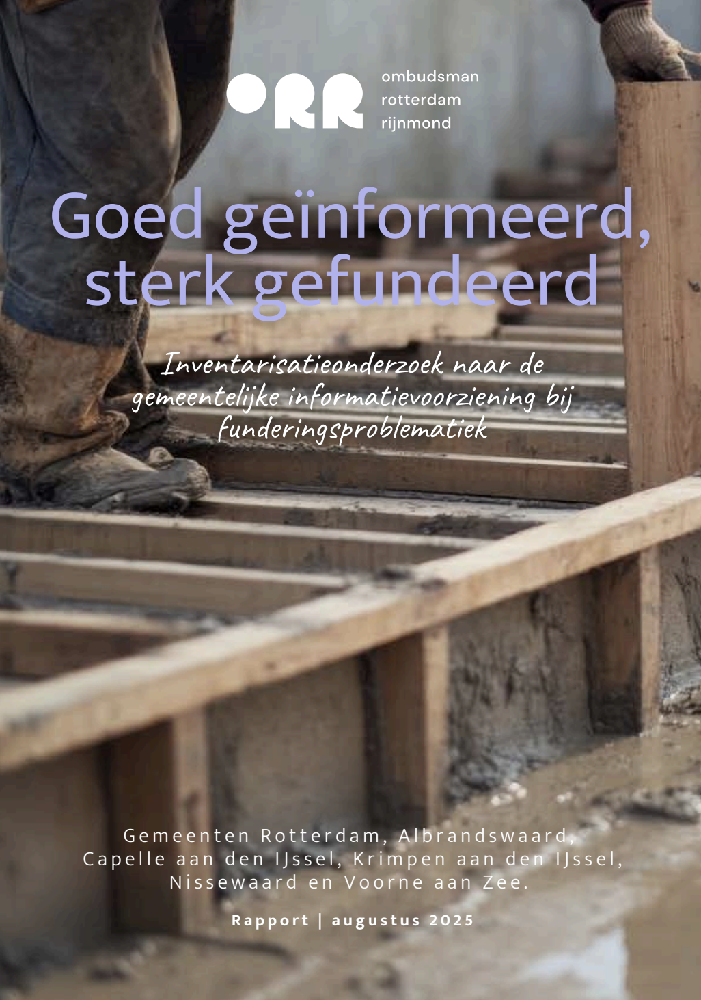 ombudsman
rotterdam
rijnmond
Goed geïnformeerd,
sterk gefundeerd
Inventarisatieonderzoek naar de
gemeentelijke informatievoorziening bij
funderingsproblematiek
Gemeenten Rotterdam, Albrandswaard,
Capelle aan den IJssel, Krimpen aan den IJssel,
Nissewaard en Voorne aan Zee.
Rapport | augustus 2025